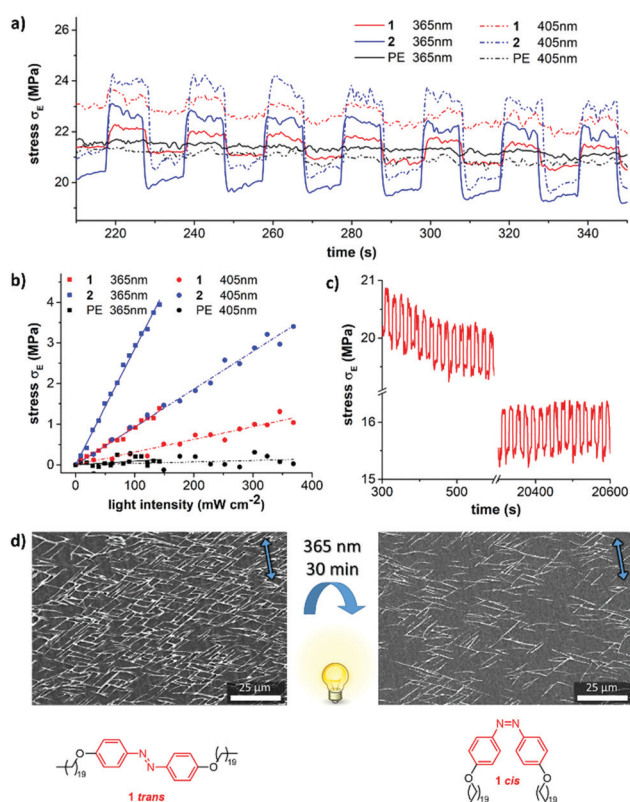 a)
1 365nm 1 405nm
2 365nm 2 405nm
PE 365nm PE 405nm
stress σE (MPa)
26
24
22
20
220 240 260 280 300 320 340
time (s)
b)
1 365nm 1 405nm
2 365nm 2 405nm
PE 365nm PE 405nm
stress σE (MPa)
4
3
2
1
0
0 100 200 300 400
light intensity (mW cm-2)
c)
stress σE (MPa)
21
20
16
15
300 500 20400 20600
time (s)
d)
25 µm
365 nm
30 min
25 µm
O
( )19
N=N
O
( )19
1 trans
N=N
O O
( )19 ( )19
1 cis